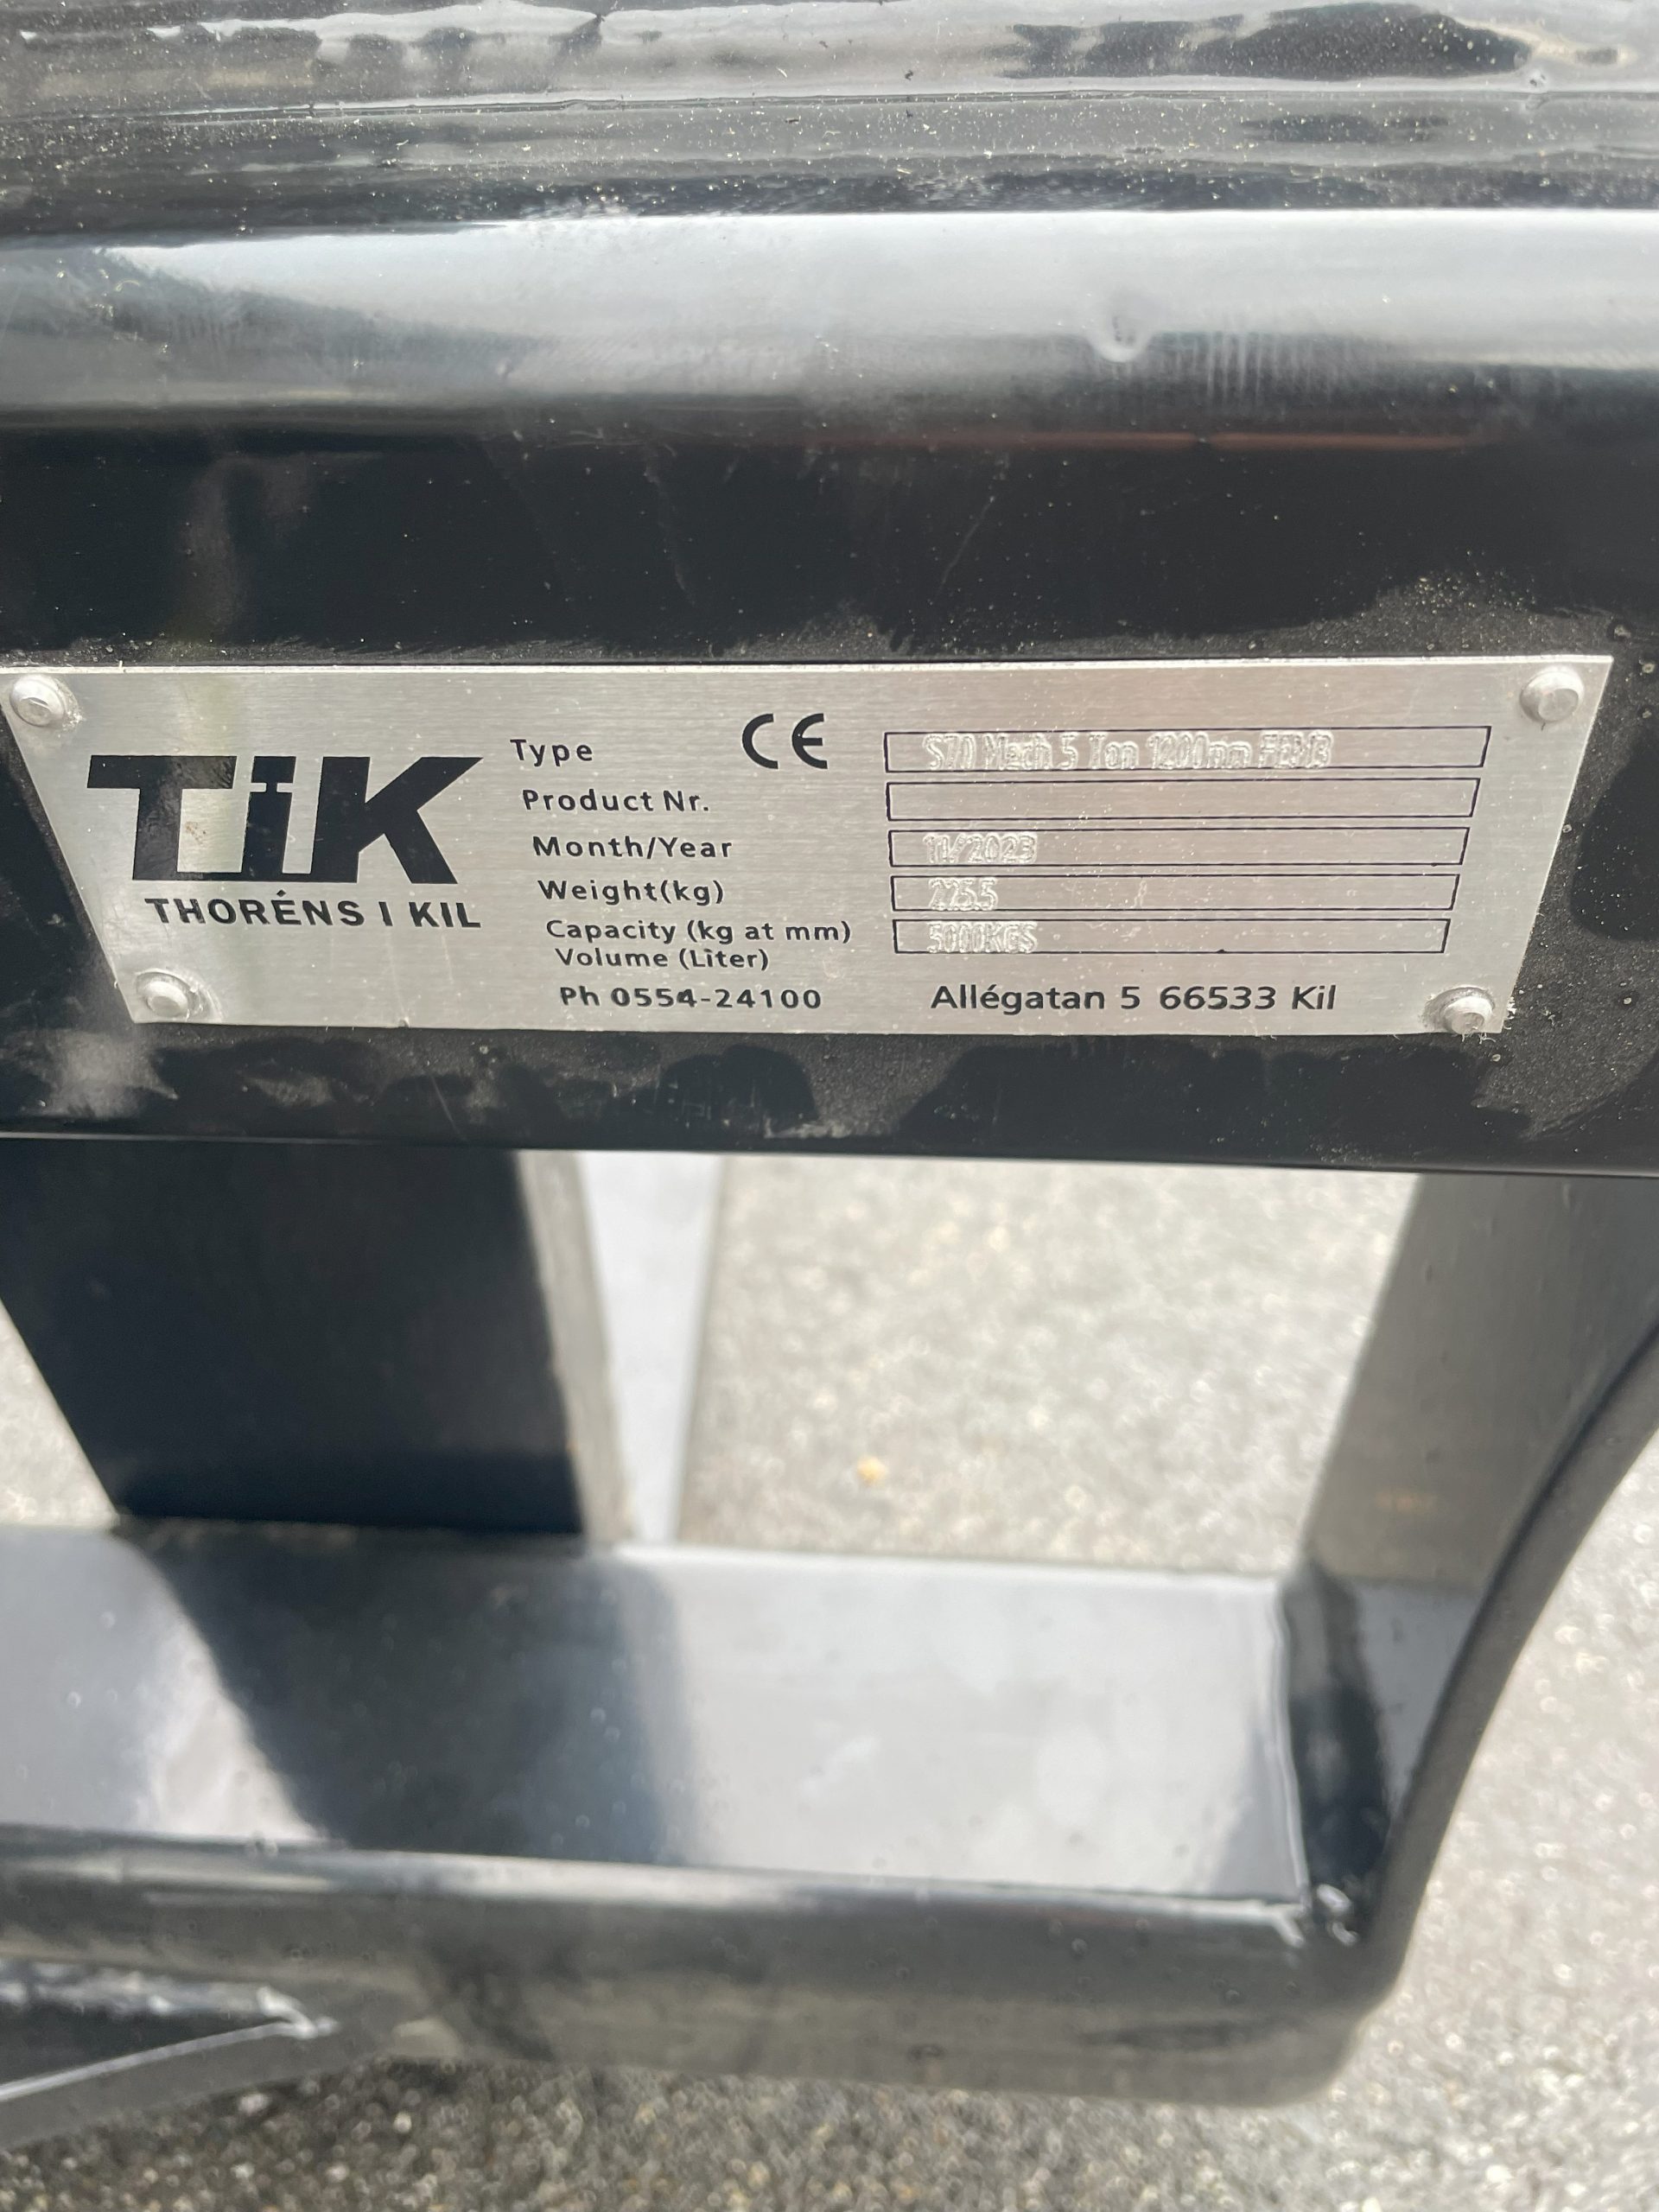 TiK
THORÉNS I KIL
Type CE S70 Mech 5 Ton 1200mm FEM3
Product Nr.
Month/Year 11/2023
Weight(kg) 225.5
Capacity (kg at mm) 5000KGS
Volume (Liter)
Ph 0554-24100 Allégatan 5 66533 Kil